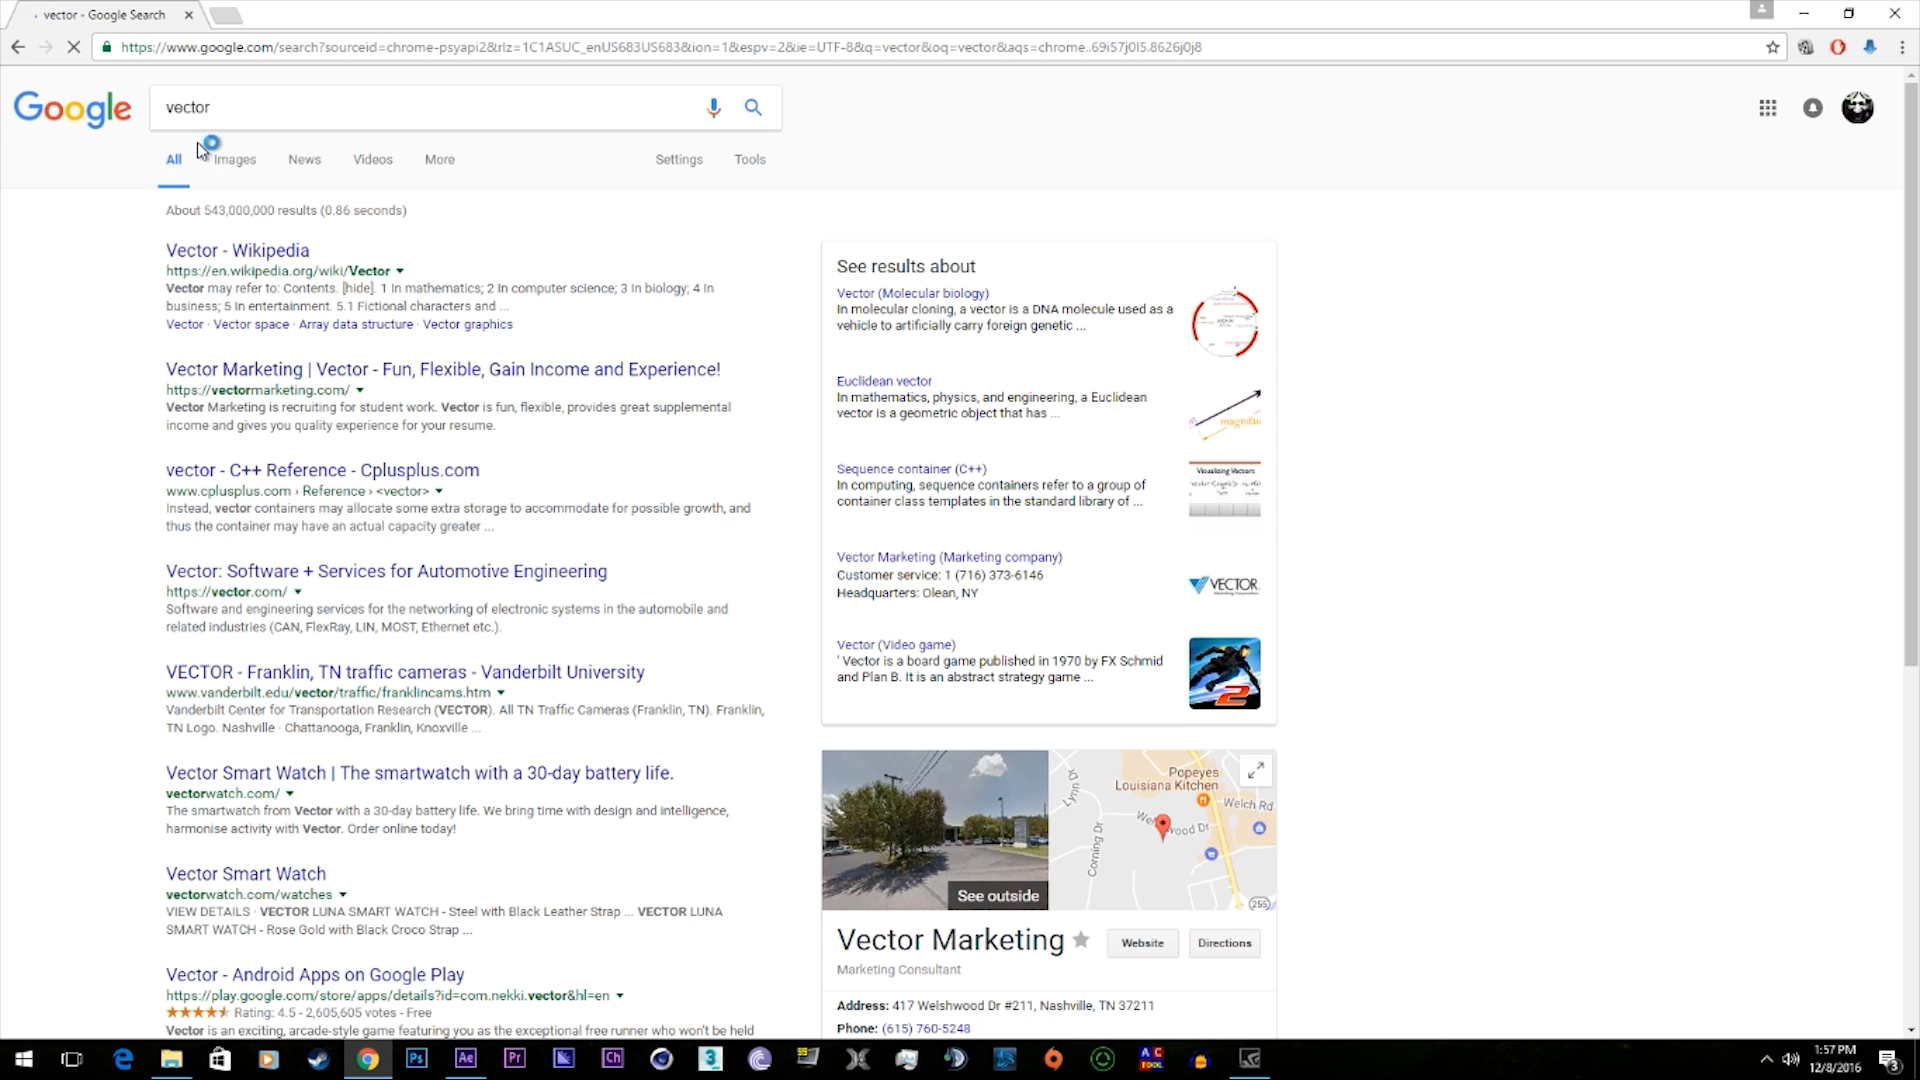 vector - Google Search
https://www.google.com/search?sourceid=chrome-psyapi2&rlz=1C1ASUC_enUS683US683&ion=1&espv=2&ie=UTF-8&q=vector&oq=vector&aqs=chrome..69i57j0l5.8626j0j8
Google
vector
All Images News Videos More Settings Tools
About 543,000,000 results (0.86 seconds)
Vector - Wikipedia
https://en.wikipedia.org/wiki/Vector
Vector may refer to: Contents. [hide]. 1 In mathematics; 2 In computer science; 3 In biology; 4 In
business; 5 In entertainment. 5.1 Fictional characters and ...
Vector · Vector space · Array data structure · Vector graphics
Vector Marketing | Vector - Fun, Flexible, Gain Income and Experience!
https://vectormarketing.com/
Vector Marketing is recruiting for student work. Vector is fun, flexible, provides great supplemental
income and gives you quality experience for your resume.
vector - C++ Reference - Cplusplus.com
www.cplusplus.com › Reference › <vector>
Instead, vector containers may allocate some extra storage to accommodate for possible growth, and
thus the container may have an actual capacity greater ...
Vector: Software + Services for Automotive Engineering
https://vector.com/
Software and engineering services for the networking of electronic systems in the automobile and
related industries (CAN, FlexRay, LIN, MOST, Ethernet etc.).
VECTOR - Franklin, TN traffic cameras - Vanderbilt University
www.vanderbilt.edu/vector/traffic/franklincams.htm
Vanderbilt Center for Transportation Research (VECTOR). All TN Traffic Cameras (Franklin, TN). Franklin,
TN Logo. Nashville · Chattanooga, Franklin, Knoxville ...
Vector Smart Watch | The smartwatch with a 30-day battery life.
vectorwatch.com/
The smartwatch from Vector with a 30-day battery life. We bring time with design and intelligence,
harmonise activity with Vector. Order online today!
Vector Smart Watch
vectorwatch.com/watches
VIEW DETAILS · VECTOR LUNA SMART WATCH - Steel with Black Leather Strap ... VECTOR LUNA
SMART WATCH - Rose Gold with Black Croco Strap ...
Vector - Android Apps on Google Play
https://play.google.com/store/apps/details?id=com.nekki.vector&hl=en
Rating: 4.5 - 2,605,605 votes - Free
Vector is an exciting, arcade-style game featuring you as the exceptional free runner who won't be held
See results about
Vector (Molecular biology)
In molecular cloning, a vector is a DNA molecule used as a
vehicle to artificially carry foreign genetic ...
Euclidean vector
In mathematics, physics, and engineering, a Euclidean
vector is a geometric object that has ...
magnitu
Sequence container (C++)
In computing, sequence containers refer to a group of
container class templates in the standard library of ...
Visualizing Vectors
Vector Marketing (Marketing company)
Customer service: 1 (716) 373-6146
Headquarters: Olean, NY
VECTOR
Vector (Video game)
' Vector is a board game published in 1970 by FX Schmid
and Plan B. It is an abstract strategy game ...
2
See outside
Popeyes
Louisiana Kitchen
Welch Rd
Corning Dr
255
Vector Marketing
Website
Directions
Marketing Consultant
Address: 417 Welshwood Dr #211, Nashville, TN 37211
Phone: (615) 760-5248
Ps Ae Pr Ch 3
AC
TOOL
1:57 PM
12/8/2016
3